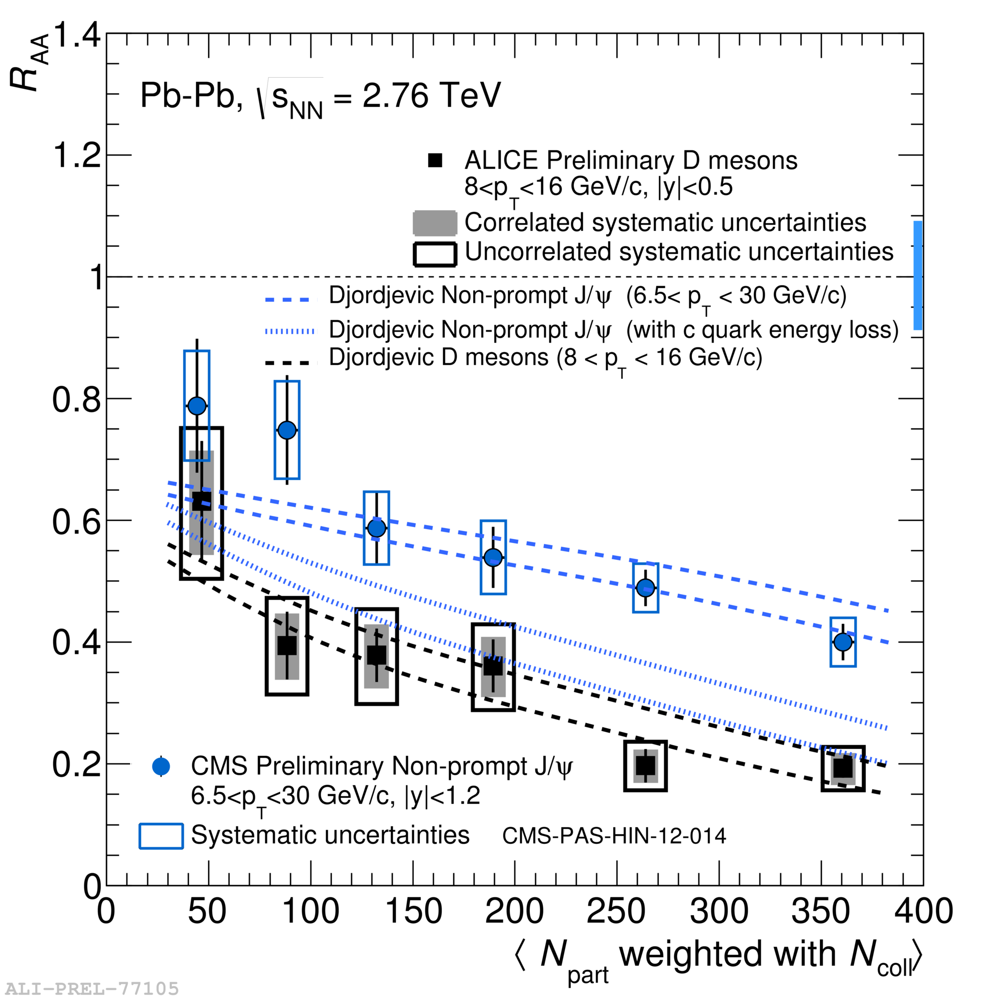 1.4
R_AA
Pb-Pb, √s_NN = 2.76 TeV
1.2
ALICE Preliminary D mesons
8<p_T<16 GeV/c, |y|<0.5
Correlated systematic uncertainties
Uncorrelated systematic uncertainties
1
Djordjevic Non-prompt J/ψ (6.5< p_T < 30 GeV/c)
Djordjevic Non-prompt J/ψ (with c quark energy loss)
Djordjevic D mesons (8 < p_T < 16 GeV/c)
0.8
0.6
0.4
0.2
CMS Preliminary Non-prompt J/ψ
6.5<p_T<30 GeV/c, |y|<1.2
Systematic uncertainties CMS-PAS-HIN-12-014
0
0 50 100 150 200 250 300 350 400
⟨ N_part weighted with N_coll⟩
ALI-PREL-77105